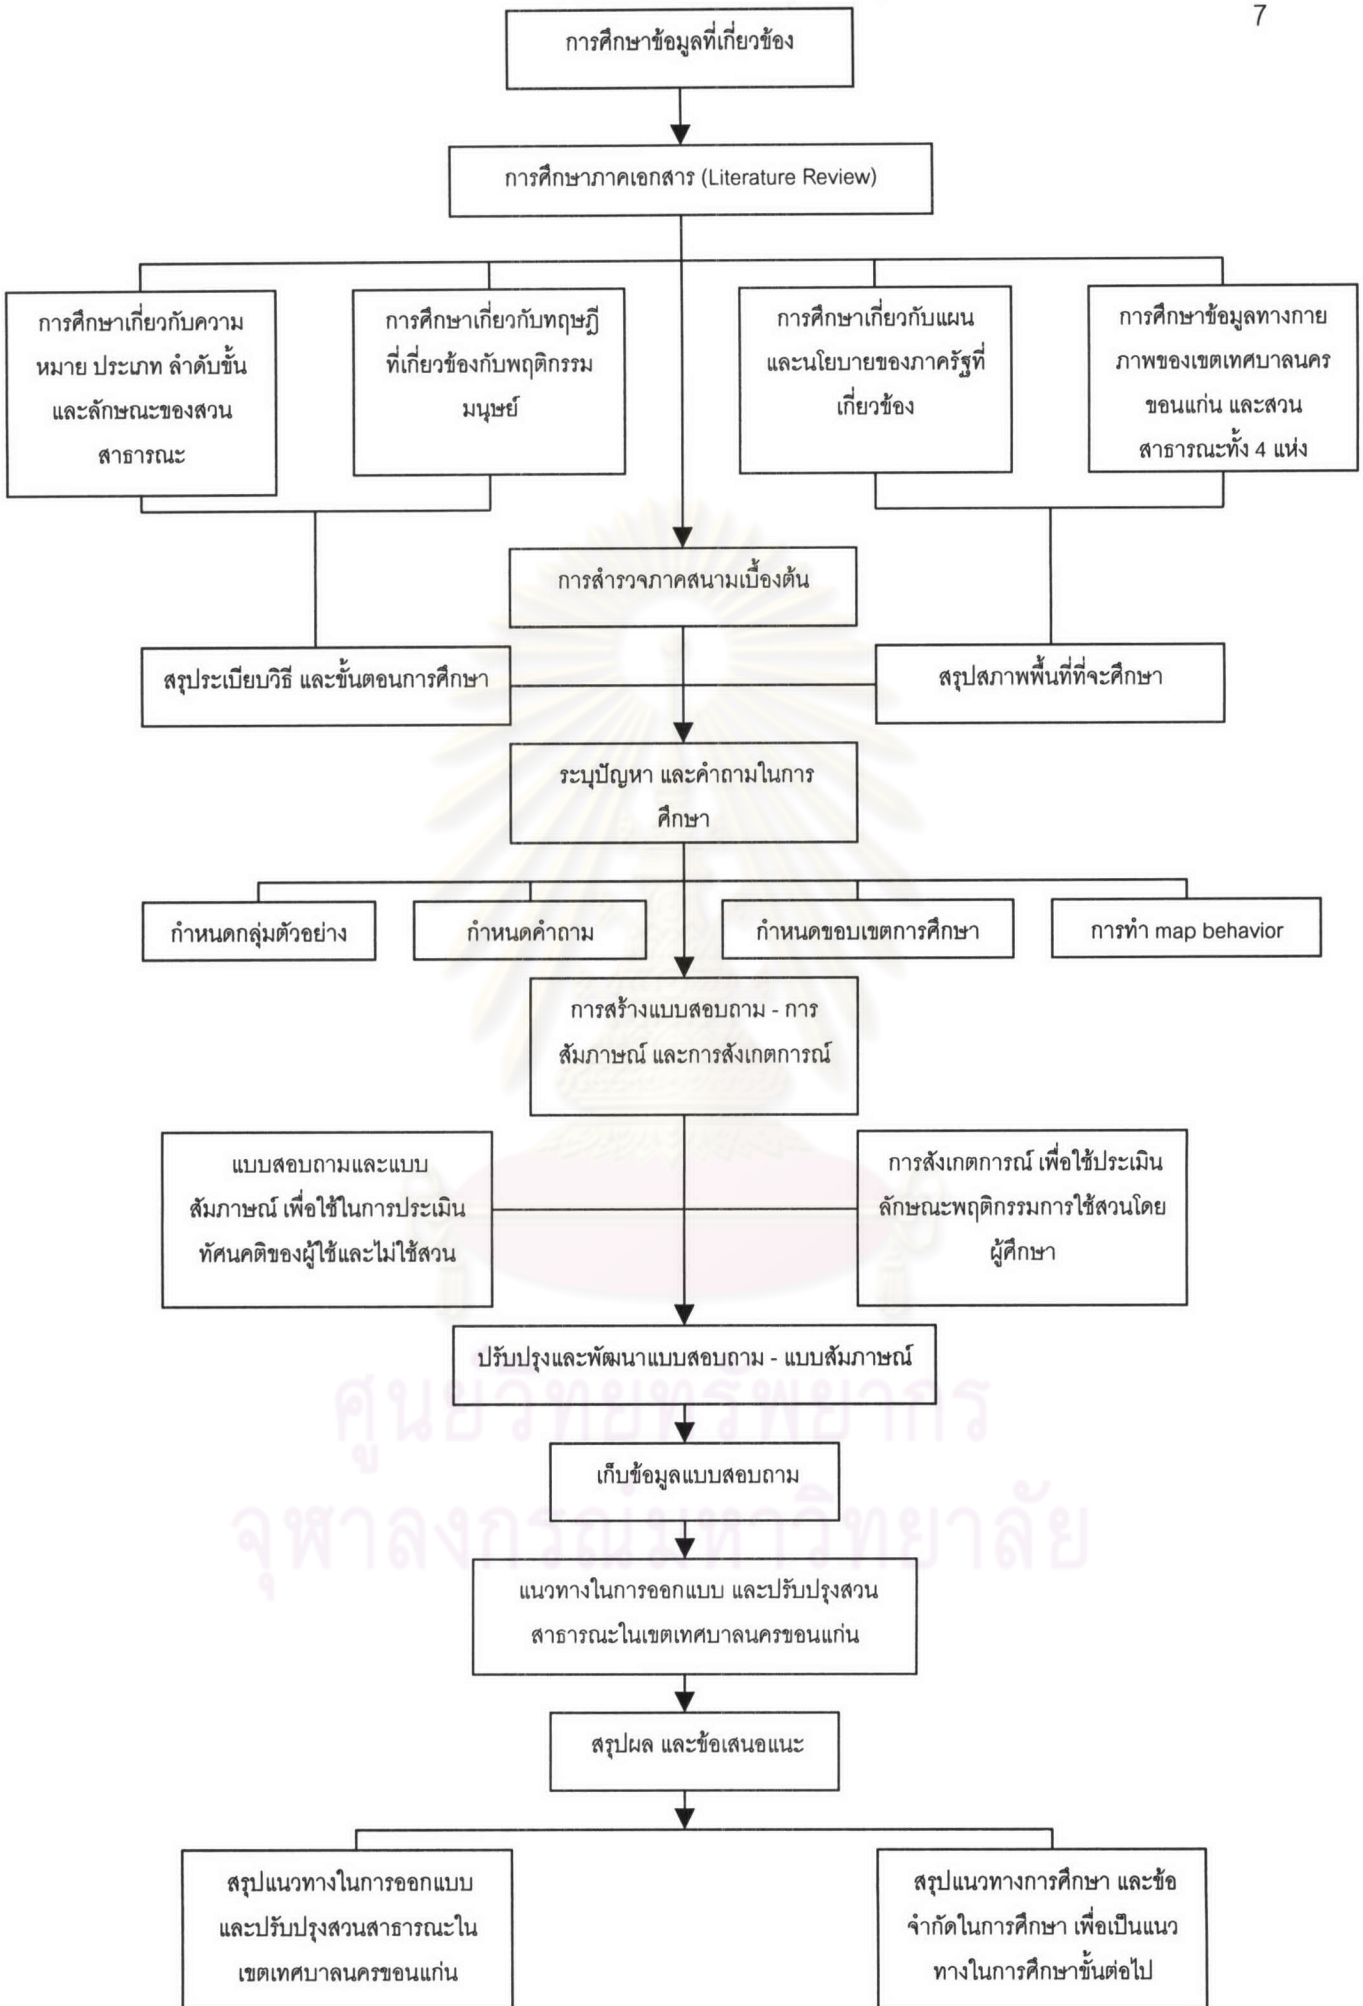 7
การศึกษาข้อมูลที่เกี่ยวข้อง
การศึกษาภาคเอกสาร (Literature Review)
การศึกษาเกี่ยวกับความ
หมาย ประเภท ลำดับขั้น
และลักษณะของสวน
สาธารณะ
การศึกษาเกี่ยวกับทฤษฎี
ที่เกี่ยวข้องกับพฤติกรรม
มนุษย์
การศึกษาเกี่ยวกับแผน
และนโยบายของภาครัฐที่
เกี่ยวข้อง
การศึกษาข้อมูลทางกาย
ภาพของเขตเทศบาลนคร
ขอนแก่น และสวน
สาธารณะทั้ง 4 แห่ง
การสำรวจภาคสนามเบื้องต้น
สรุประเบียบวิธี และขั้นตอนการศึกษา
สรุปสภาพพื้นที่ที่จะศึกษา
ระบุปัญหา และคำถามในการ
ศึกษา
กำหนดกลุ่มตัวอย่าง
กำหนดคำถาม
กำหนดขอบเขตการศึกษา
การทำ map behavior
การสร้างแบบสอบถาม - การ
สัมภาษณ์ และการสังเกตการณ์
แบบสอบถามและแบบ
สัมภาษณ์ เพื่อใช้ในการประเมิน
ทัศนคติของผู้ใช้และไม่ใช้สวน
การสังเกตการณ์ เพื่อใช้ประเมิน
ลักษณะพฤติกรรมการใช้สวนโดย
ผู้ศึกษา
ปรับปรุงและพัฒนาแบบสอบถาม - แบบสัมภาษณ์
ศูนย์วิทยทรัพยากร
เก็บข้อมูลแบบสอบถาม
จุฬาลงกรณ์มหาวิทยาลัย
แนวทางในการออกแบบ และปรับปรุงสวน
สาธารณะในเขตเทศบาลนครขอนแก่น
สรุปผล และข้อเสนอแนะ
สรุปแนวทางในการออกแบบ
และปรับปรุงสวนสาธารณะใน
เขตเทศบาลนครขอนแก่น
สรุปแนวทางการศึกษา และข้อ
จำกัดในการศึกษา เพื่อเป็นแนว
ทางในการศึกษาขั้นต่อไป